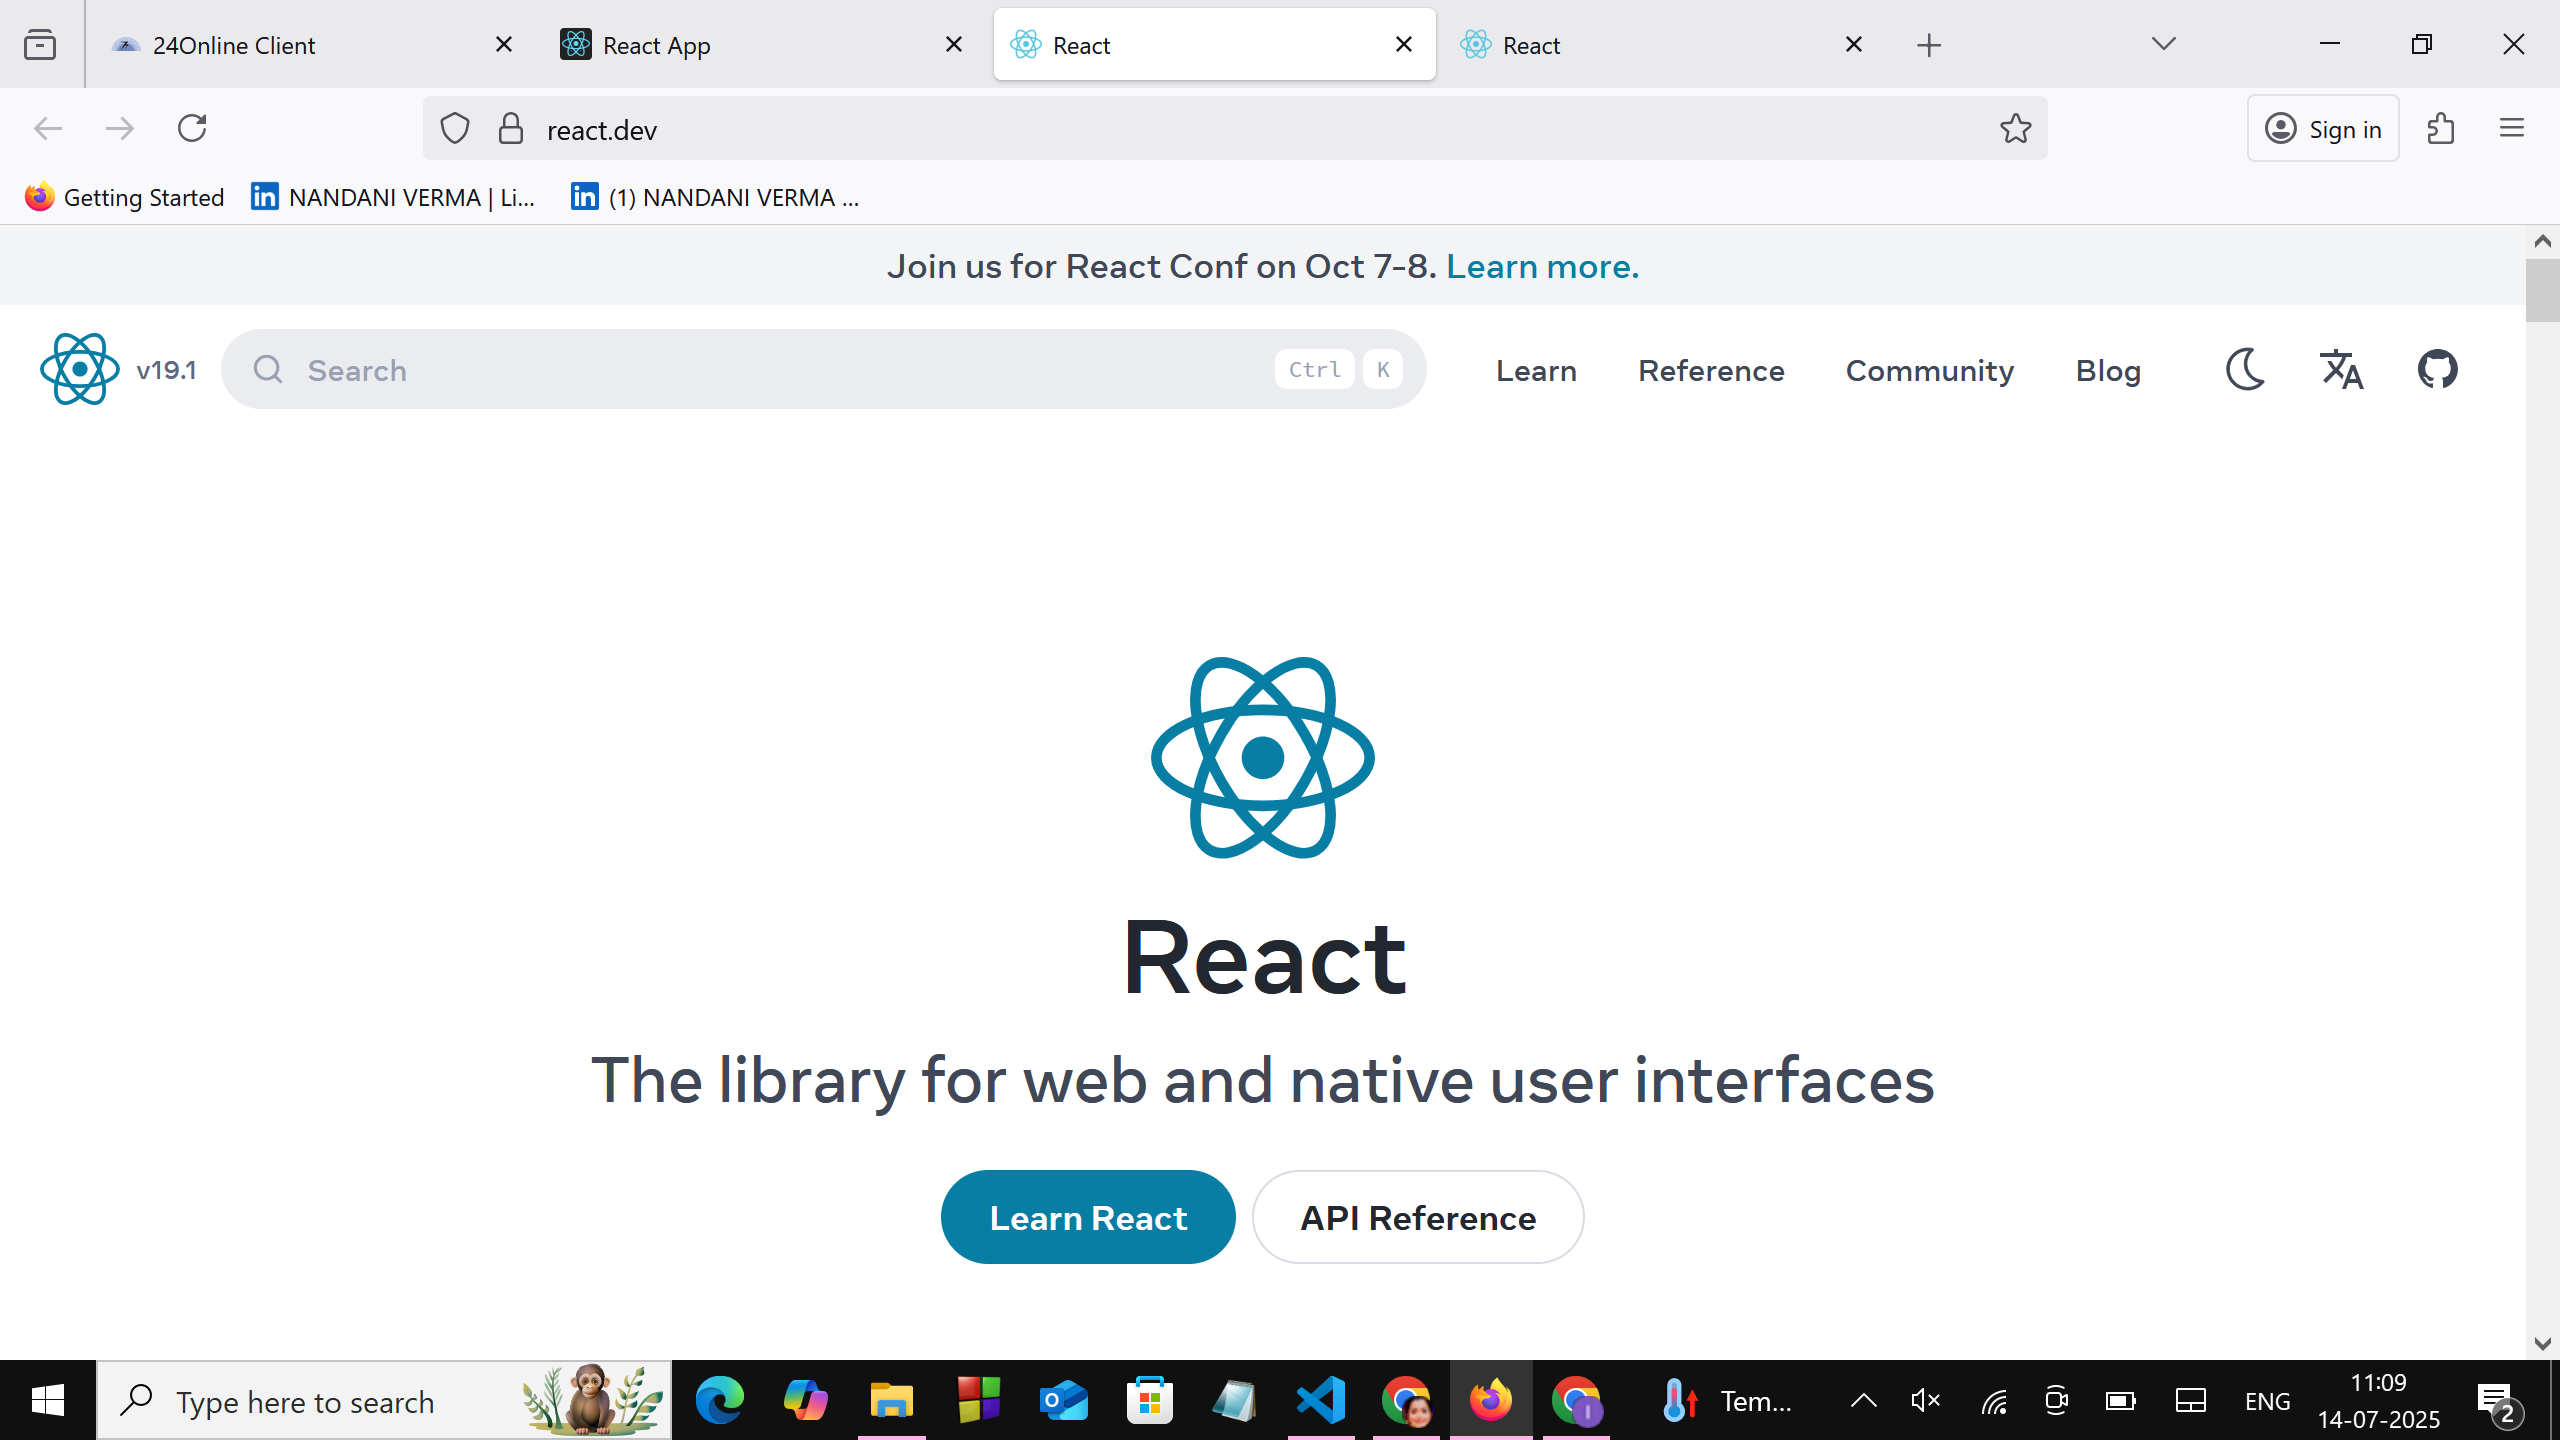 24Online Client
React App
React
React
react.dev
Sign in
Getting Started
NANDANI VERMA | Li...
(1) NANDANI VERMA ...
Join us for React Conf on Oct 7-8. Learn more.
v19.1
Search
Ctrl K
Learn
Reference
Community
Blog
React
The library for web and native user interfaces
Learn React
API Reference
Type here to search
Tem...
ENG
11:09
14-07-2025
2